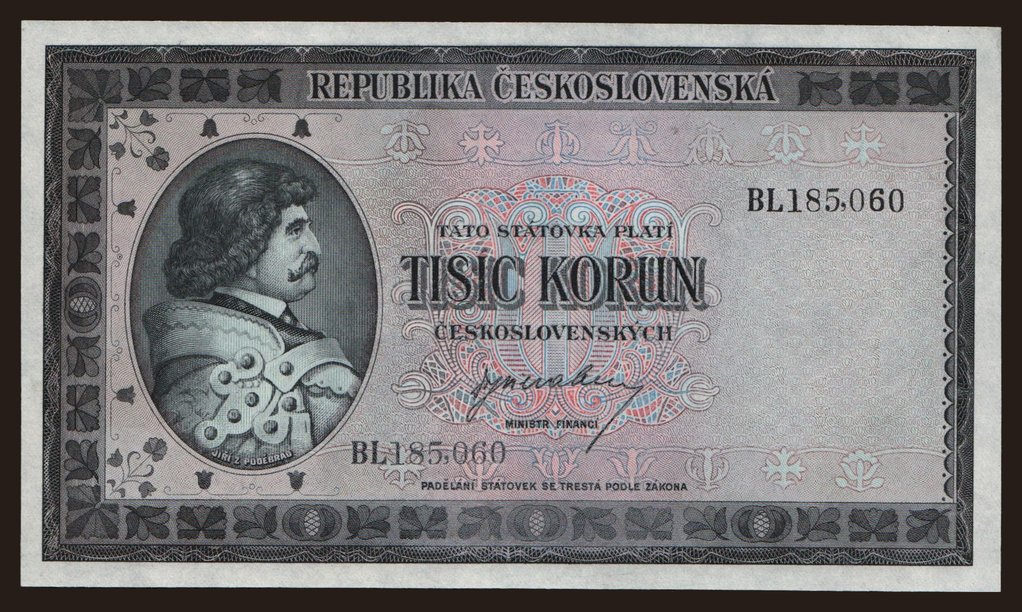 REPUBLIKA ČESKOSLOVENSKÁ
BL185,060
TATO STÁTOVKA PLATÍ
TISÍC KORUN
ČESKOSLOVENSKÝCH
MINISTR FINANCÍ
JIŘÍ Z PODĚBRAD
BL185,060
PADĚLÁNÍ STÁTOVEK SE TRESTÁ PODLE ZÁKONA